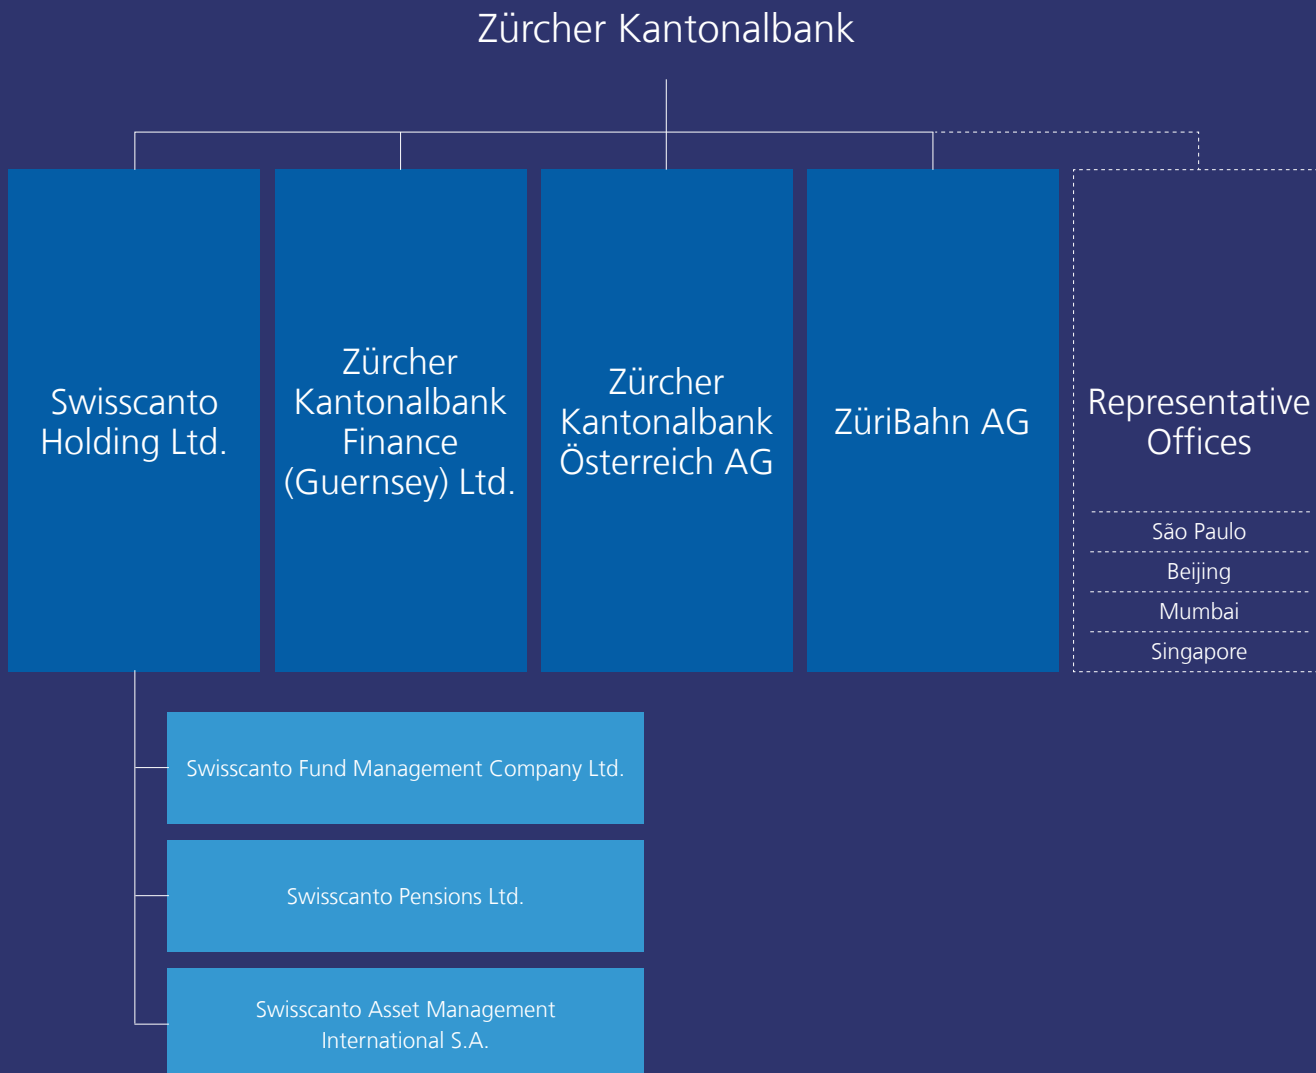 Zürcher Kantonalbank
Swisscanto
Holding Ltd.
Zürcher
Kantonalbank
Finance
(Guernsey) Ltd.
Zürcher
Kantonalbank
Österreich AG
ZüriBahn AG
Representative
Offices
São Paulo
Beijing
Mumbai
Singapore
Swisscanto Fund Management Company Ltd.
Swisscanto Pensions Ltd.
Swisscanto Asset Management
International S.A.